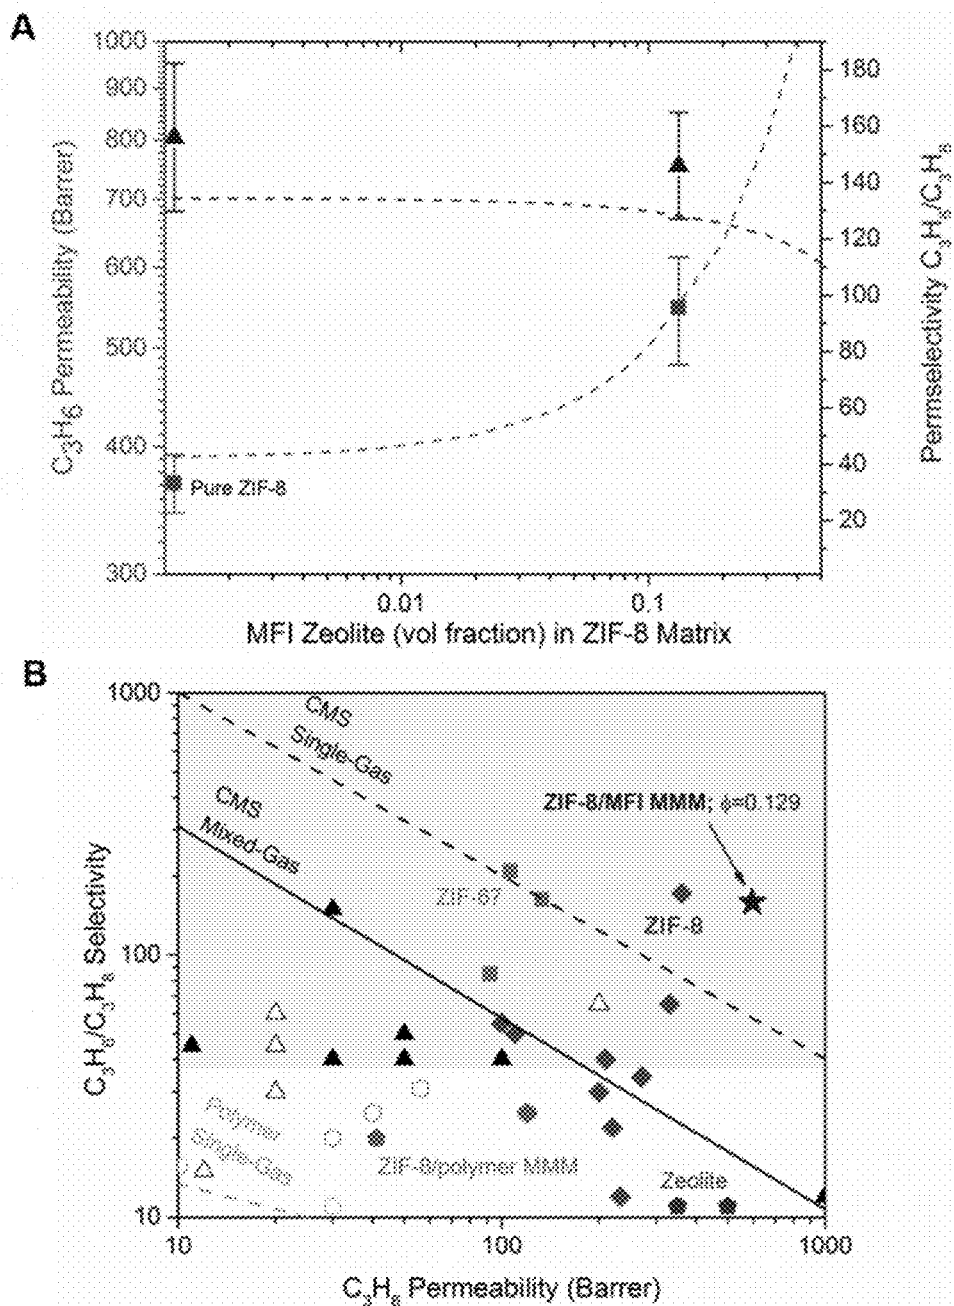 A
1000
900
800
700
600
500
400
300
C₃H₆ Permeability (Barrer)
180
160
140
120
100
80
60
40
20
Permselectivity C₃H₆/C₃H₈
Pure ZIF-8
0.01
0.1
MFI Zeolite (vol fraction) in ZIF-8 Matrix
B
1000
100
10
C₃H₆/C₃H₈ Selectivity
CMS
Single-Gas
CMS
Mixed-Gas
ZIF-8/MFI MMM; ϕ=0.129
ZIF-67
ZIF-8
Polymer
Single-Gas
ZIF-8/polymer MMM
Zeolite
10
100
1000
C₃H₆ Permeability (Barrer)